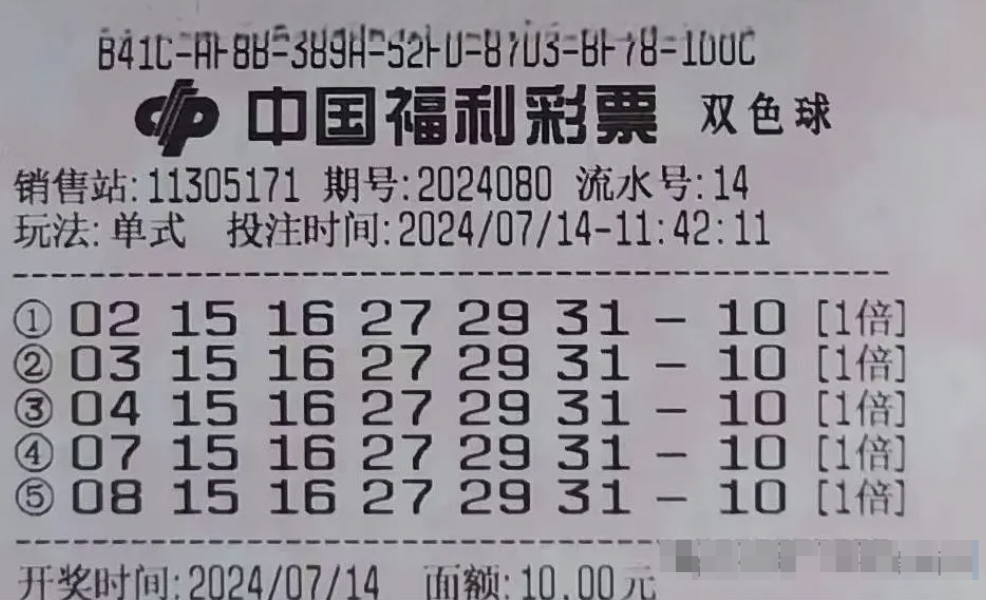 B41C-AF8B-389A-52FD-87D3-BF78-1D0C
中国福利彩票 双色球
销售站:11305171 期号:2024080 流水号:14
玩法:单式 投注时间:2024/07/14-11:42:11
① 02 15 16 27 29 31 - 10 [1倍]
② 03 15 16 27 29 31 - 10 [1倍]
③ 04 15 16 27 29 31 - 10 [1倍]
④ 07 15 16 27 29 31 - 10 [1倍]
⑤ 08 15 16 27 29 31 - 10 [1倍]
开奖时间:2024/07/14 面额:10.00元